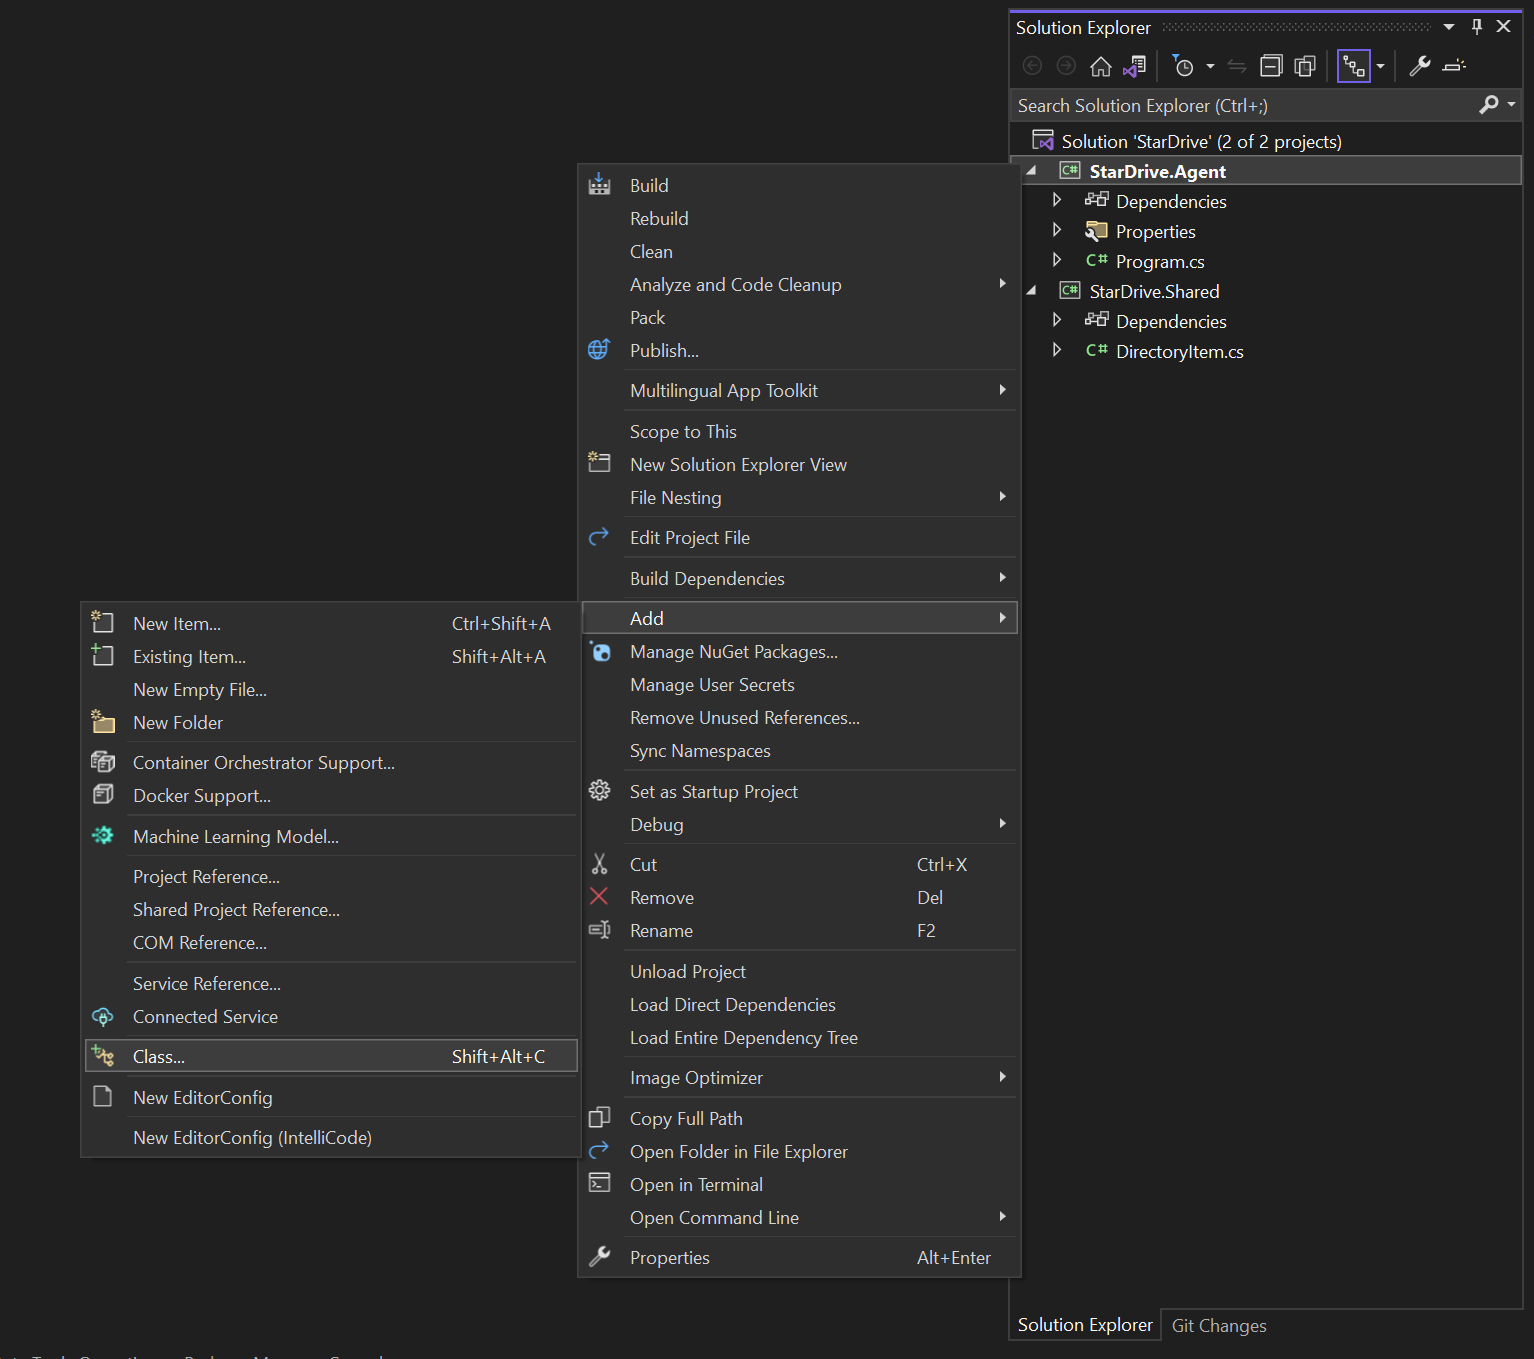 Solution Explorer
Search Solution Explorer (Ctrl+;)
Solution 'StarDrive' (2 of 2 projects)
C# StarDrive.Agent
Dependencies
Properties
C# Program.cs
C# StarDrive.Shared
Dependencies
C# DirectoryItem.cs
Build
Rebuild
Clean
Analyze and Code Cleanup
Pack
Publish...
Multilingual App Toolkit
Scope to This
New Solution Explorer View
File Nesting
Edit Project File
Build Dependencies
Add
Manage NuGet Packages...
Manage User Secrets
Remove Unused References...
Sync Namespaces
Set as Startup Project
Debug
Cut Ctrl+X
Remove Del
Rename F2
Unload Project
Load Direct Dependencies
Load Entire Dependency Tree
Image Optimizer
Copy Full Path
Open Folder in File Explorer
Open in Terminal
Open Command Line
Properties Alt+Enter
New Item... Ctrl+Shift+A
Existing Item... Shift+Alt+A
New Empty File...
New Folder
Container Orchestrator Support...
Docker Support...
Machine Learning Model...
Project Reference...
Shared Project Reference...
COM Reference...
Service Reference...
Connected Service
Class... Shift+Alt+C
New EditorConfig
New EditorConfig (IntelliCode)
Solution Explorer Git Changes